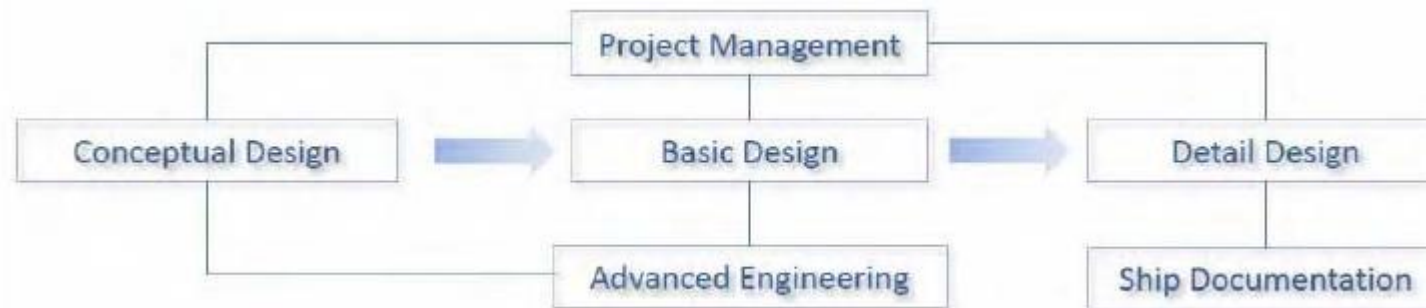 Project Management
Conceptual Design
Basic Design
Detail Design
Advanced Engineering
Ship Documentation